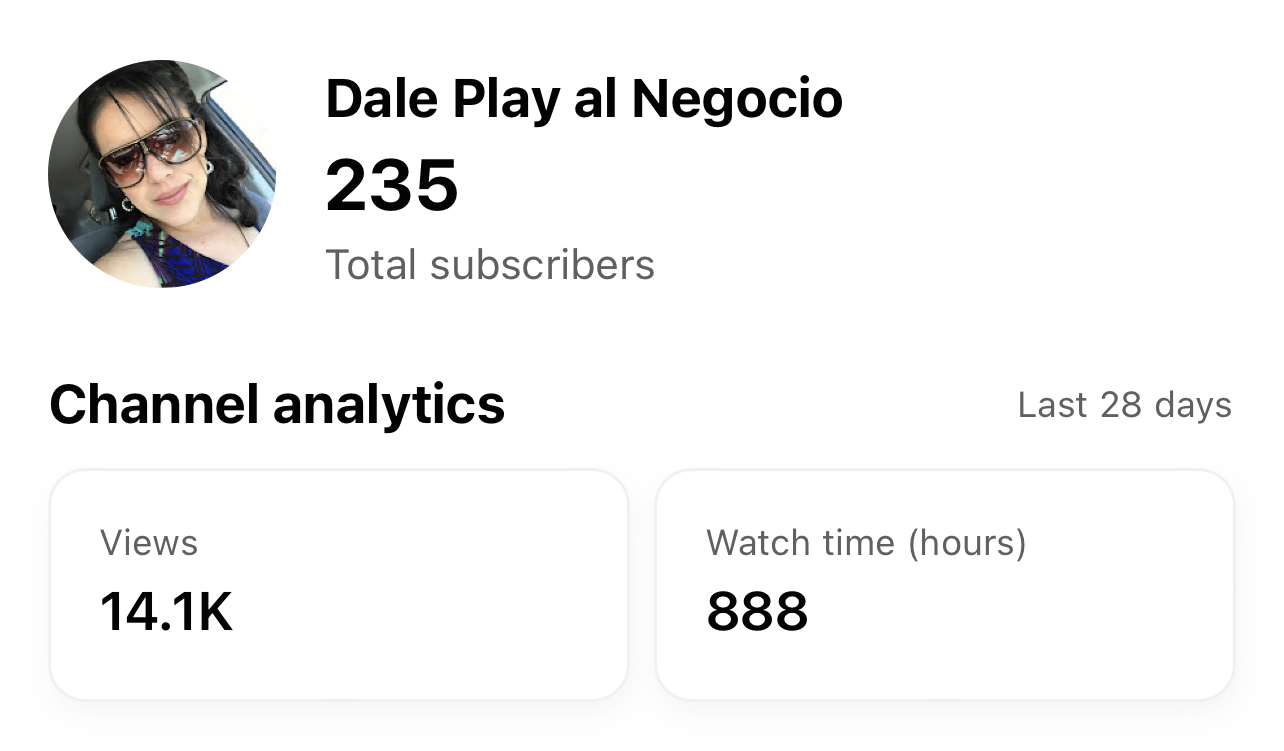 Dale Play al Negocio
235
Total subscribers
Channel analytics
Last 28 days
Views
Watch time (hours)
14.1K
888